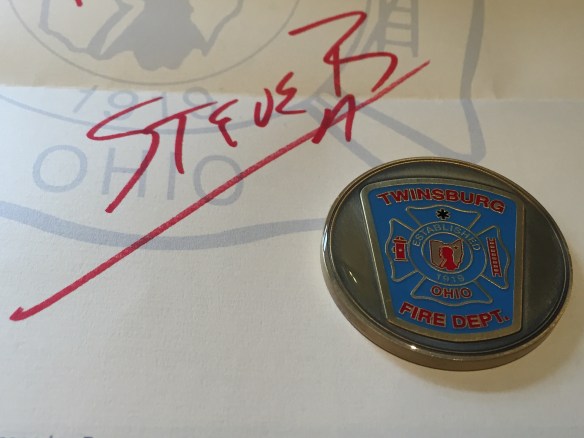 1919
OHIO
STEVE R
TWINSBURG
ESTABLISHED
1919
OHIO
FIRE DEPT.